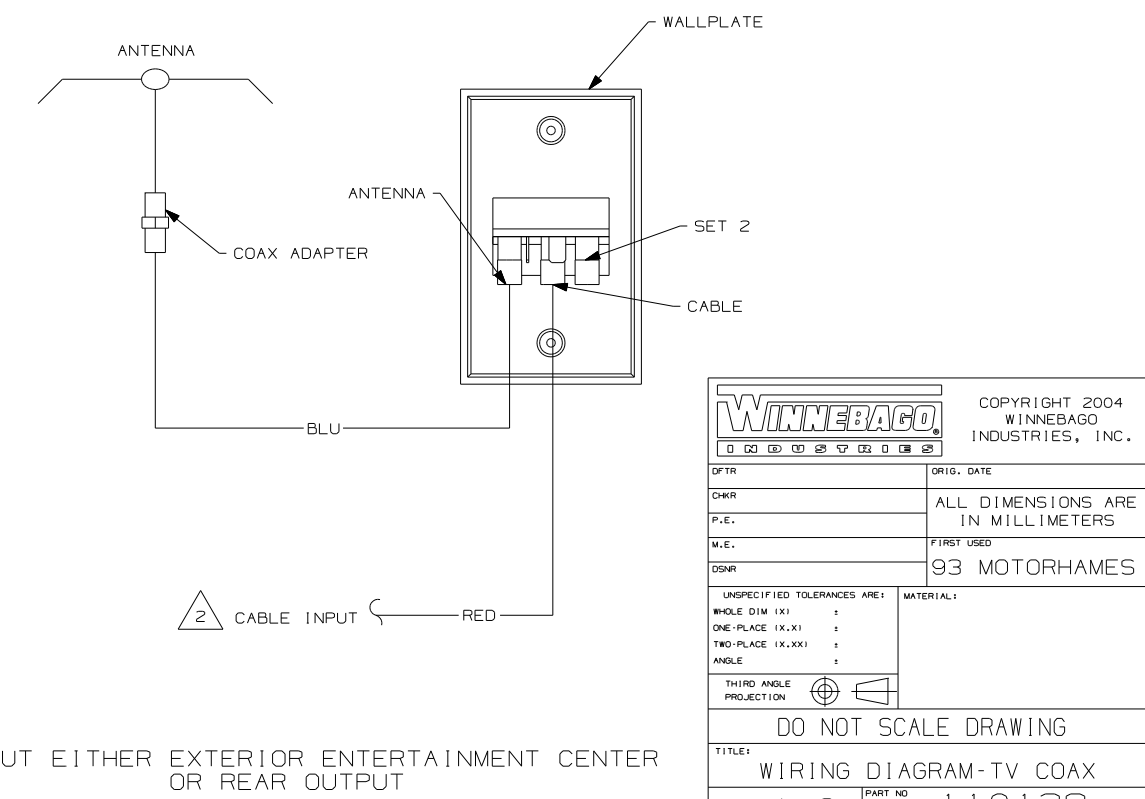 WALLPLATE
ANTENNA
ANTENNA
SET 2
COAX ADAPTER
CABLE
BLU
2 CABLE INPUT
RED
UT EITHER EXTERIOR ENTERTAINMENT CENTER
OR REAR OUTPUT
WINNEBAGO
INDUSTRIES
COPYRIGHT 2004
WINNEBAGO
INDUSTRIES, INC.
DFTR
ORIG. DATE
CHKR
ALL DIMENSIONS ARE
IN MILLIMETERS
P.E.
M.E.
FIRST USED
93 MOTORHAMES
DSNR
UNSPECIFIED TOLERANCES ARE:
MATERIAL:
WHOLE DIM (X) ±
ONE-PLACE (X.X) ±
TWO-PLACE (X.XX) ±
ANGLE ±
THIRD ANGLE
PROJECTION
DO NOT SCALE DRAWING
TITLE:
WIRING DIAGRAM-TV COAX
PART NO